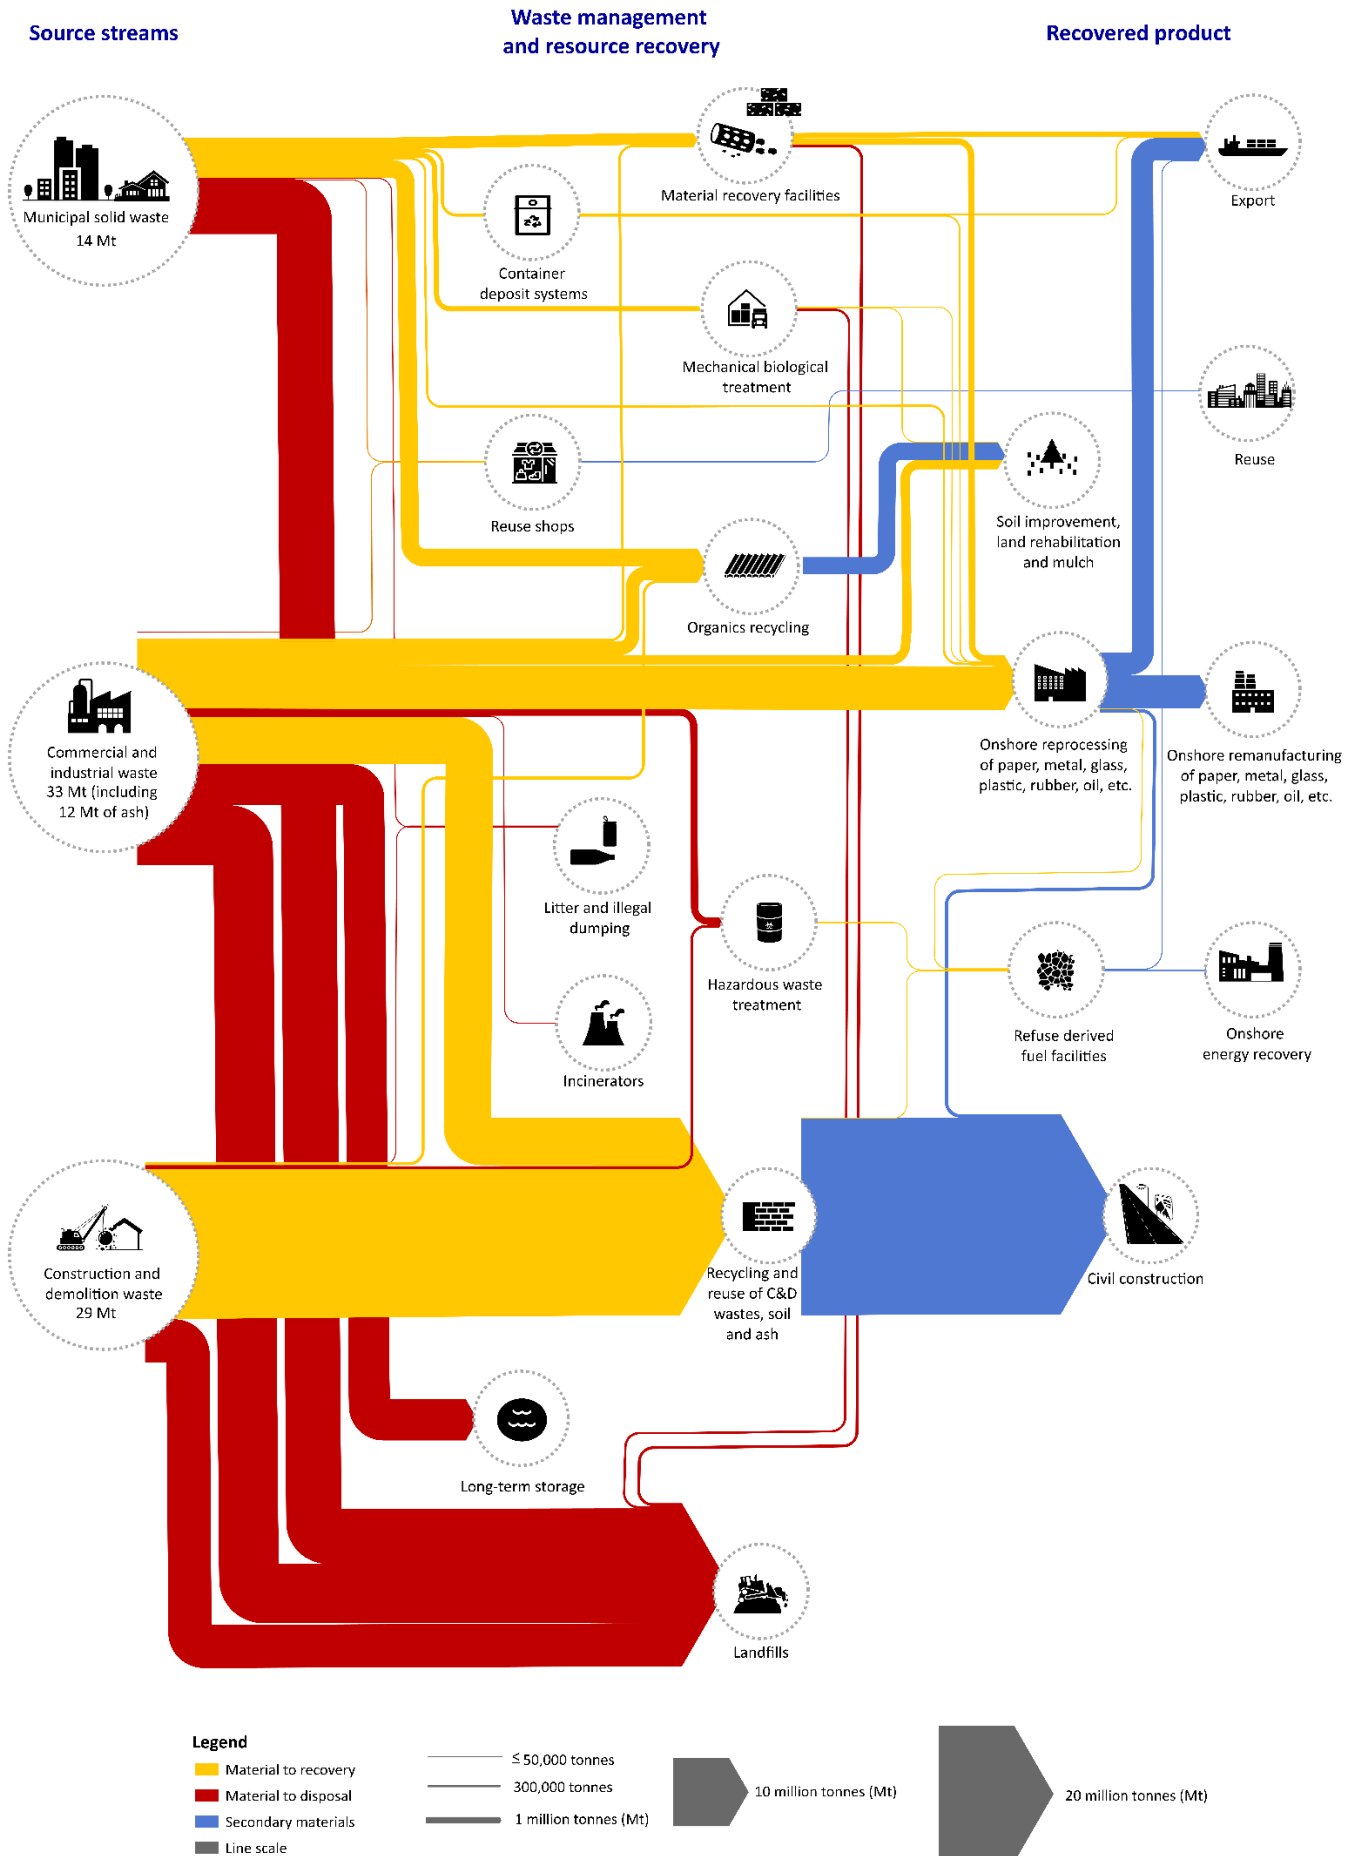 Source streams
Waste management
and resource recovery
Recovered product
Municipal solid waste
14 Mt
Material recovery facilities
Export
Container
deposit systems
Mechanical biological
treatment
Reuse
Reuse shops
Soil improvement,
land rehabilitation
and mulch
Organics recycling
Commercial and
industrial waste
33 Mt (including
12 Mt of ash)
Onshore reprocessing
of paper, metal, glass,
plastic, rubber, oil, etc.
Onshore remanufacturing
of paper, metal, glass,
plastic, rubber, oil, etc.
Litter and illegal
dumping
Hazardous waste
treatment
Incinerators
Refuse derived
fuel facilities
Onshore
energy recovery
Construction and
demolition waste
29 Mt
Recycling and
reuse of C&D
wastes, soil
and ash
Civil construction
Long-term storage
Landfills
Legend
Material to recovery
Material to disposal
Secondary materials
Line scale
≤ 50,000 tonnes
300,000 tonnes
1 million tonnes (Mt)
10 million tonnes (Mt)
20 million tonnes (Mt)